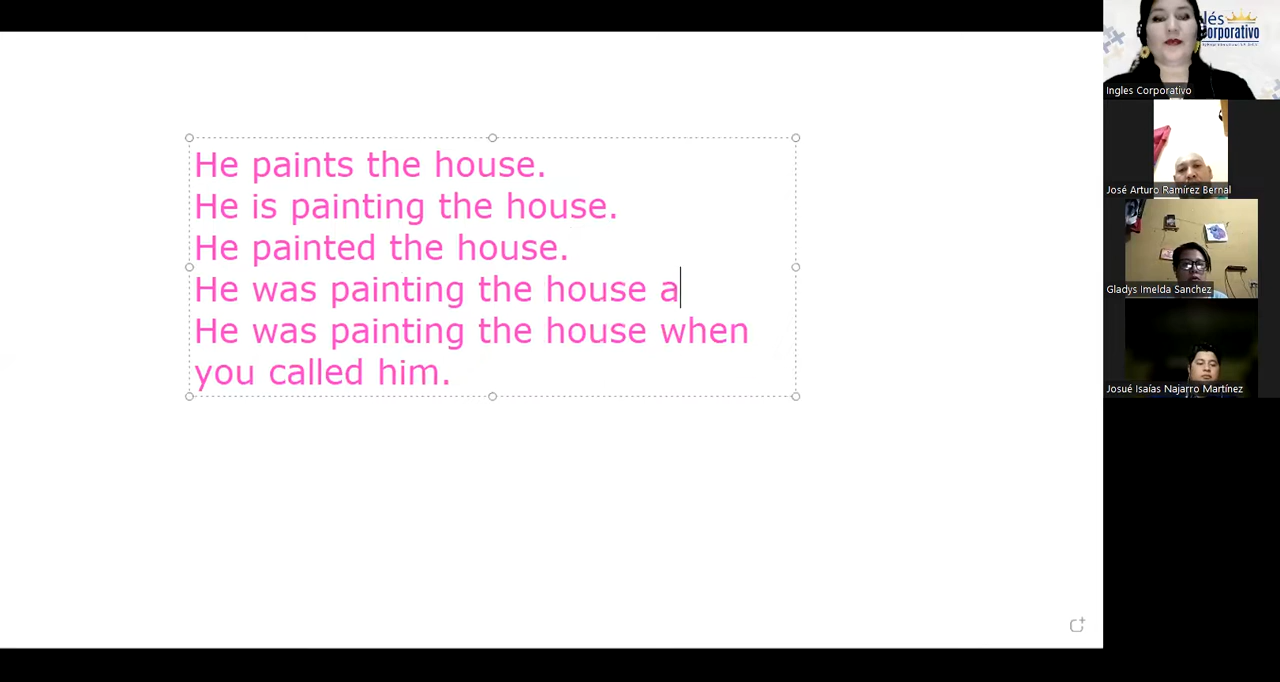 He paints the house.
He is painting the house.
He painted the house.
He was painting the house a
He was painting the house when
you called him.
lés
orporativo
Ingles Corporativo
José Arturo Ramírez Bernal
Gladys Imelda Sanchez
Josué Isaías Najarro Martínez